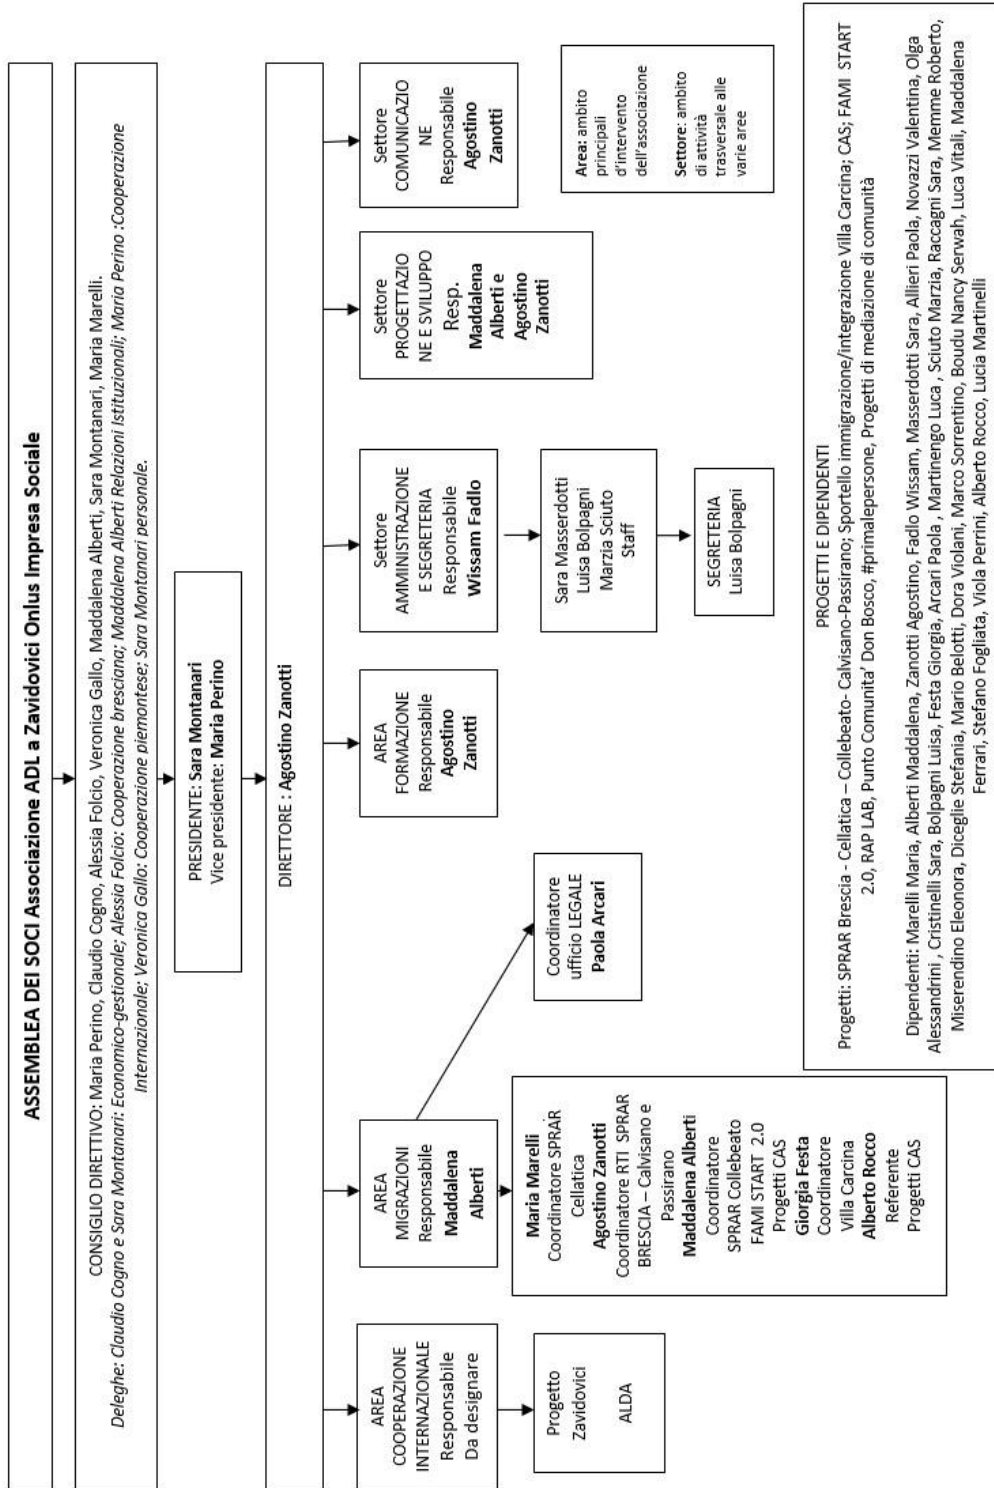 ASSEMBLEA DEI SOCI Associazione ADL a Zavidovici Onlus Impresa Sociale
CONSIGLIO DIRETTIVO: Maria Perino, Claudio Cogno, Alessia Folcio, Veronica Gallo, Maddalena Alberti, Sara Montanari, Maria Marelli.
Deleghe: Claudio Cogno e Sara Montanari: Economico-gestionale; Alessia Folcio: Cooperazione bresciana; Maddalena Alberti Relazioni Istituzionali; Maria Perino :Cooperazione
Internazionale; Veronica Gallo: Cooperazione piemontese; Sara Montanari personale.
PRESIDENTE: Sara Montanari
Vice presidente: Maria Perino
DIRETTORE : Agostino Zanotti
AREA
COOPERAZIONE
INTERNAZIONALE
Responsabile
Da designare
Progetto
Zavidovici
ALDA
AREA
MIGRAZIONI
Responsabile
Maddalena
Alberti
Maria Marelli
Coordinatore SPRAR
Cellatica
Agostino Zanotti
Coordinatore RTI SPRAR
BRESCIA – Calvisano e
Passirano
Maddalena Alberti
Coordinatore
SPRAR Collebeato
FAMI START 2.0
Progetti CAS
Giorgia Festa
Coordinatore
Villa Carcina
Alberto Rocco
Referente
Progetti CAS
Coordinatore
ufficio LEGALE
Paola Arcari
AREA
FORMAZIONE
Responsabile
Agostino
Zanotti
Settore
AMMINISTRAZIONE
E SEGRETERIA
Responsabile
Wissam Fadlo
Sara Masserdotti
Luisa Bolpagni
Marzia Sciuto
Staff
SEGRETERIA
Luisa Bolpagni
Settore
PROGETTAZIO
NE E SVILUPPO
Resp.
Maddalena
Alberti e
Agostino
Zanotti
Settore
COMUNICAZIO
NE
Responsabile
Agostino
Zanotti
Area: ambito
principali
d'intervento
dell'associazione
Settore: ambito
di attività
trasversale alle
varie aree
PROGETTI E DIPENDENTI
Progetti: SPRAR Brescia - Cellatica – Collebeato- Calvisano-Passirano; Sportello immigrazione/integrazione Villa Carcina; CAS; FAMI START
2.0, RAP LAB, Punto Comunita' Don Bosco, #primalepersone, Progetti di mediazione di comunità
Dipendenti: Marelli Maria, Alberti Maddalena, Zanotti Agostino, Fadlo Wissam, Masserdotti Sara, Allieri Paola, Novazzi Valentina, Olga
Alessandrini , Cristinelli Sara, Bolpagni Luisa, Festa Giorgia, Arcari Paola , Martinengo Luca , Sciuto Marzia, Raccagni Sara, Memme Roberto,
Miserendino Eleonora, Diceglie Stefania, Mario Belotti, Dora Violani, Marco Sorrentino, Boudu Nancy Serwah, Luca Vitali, Maddalena
Ferrari, Stefano Fogliata, Viola Perrini, Alberto Rocco, Lucia Martinelli